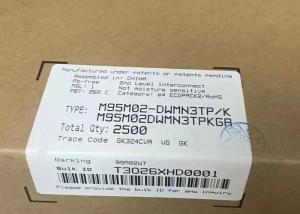 Manufactured under patents or patents pending
Assembled in: CHINA
Pb-free 2nd Level Interconnect
MSL: 1 Not moisture sensitive
PBT: 260 C Category: e4 ECOPACK2/RoHS
TYPE: M95M02-DWMN3TP/K
M95M02DWMN3TPKGB
Total Qty: 2500
Trace Code GK324CVR VG GK
Marking 95M02WT
Bulk ID T3026XHD0001
Please provide the bulk ID for any inquiry